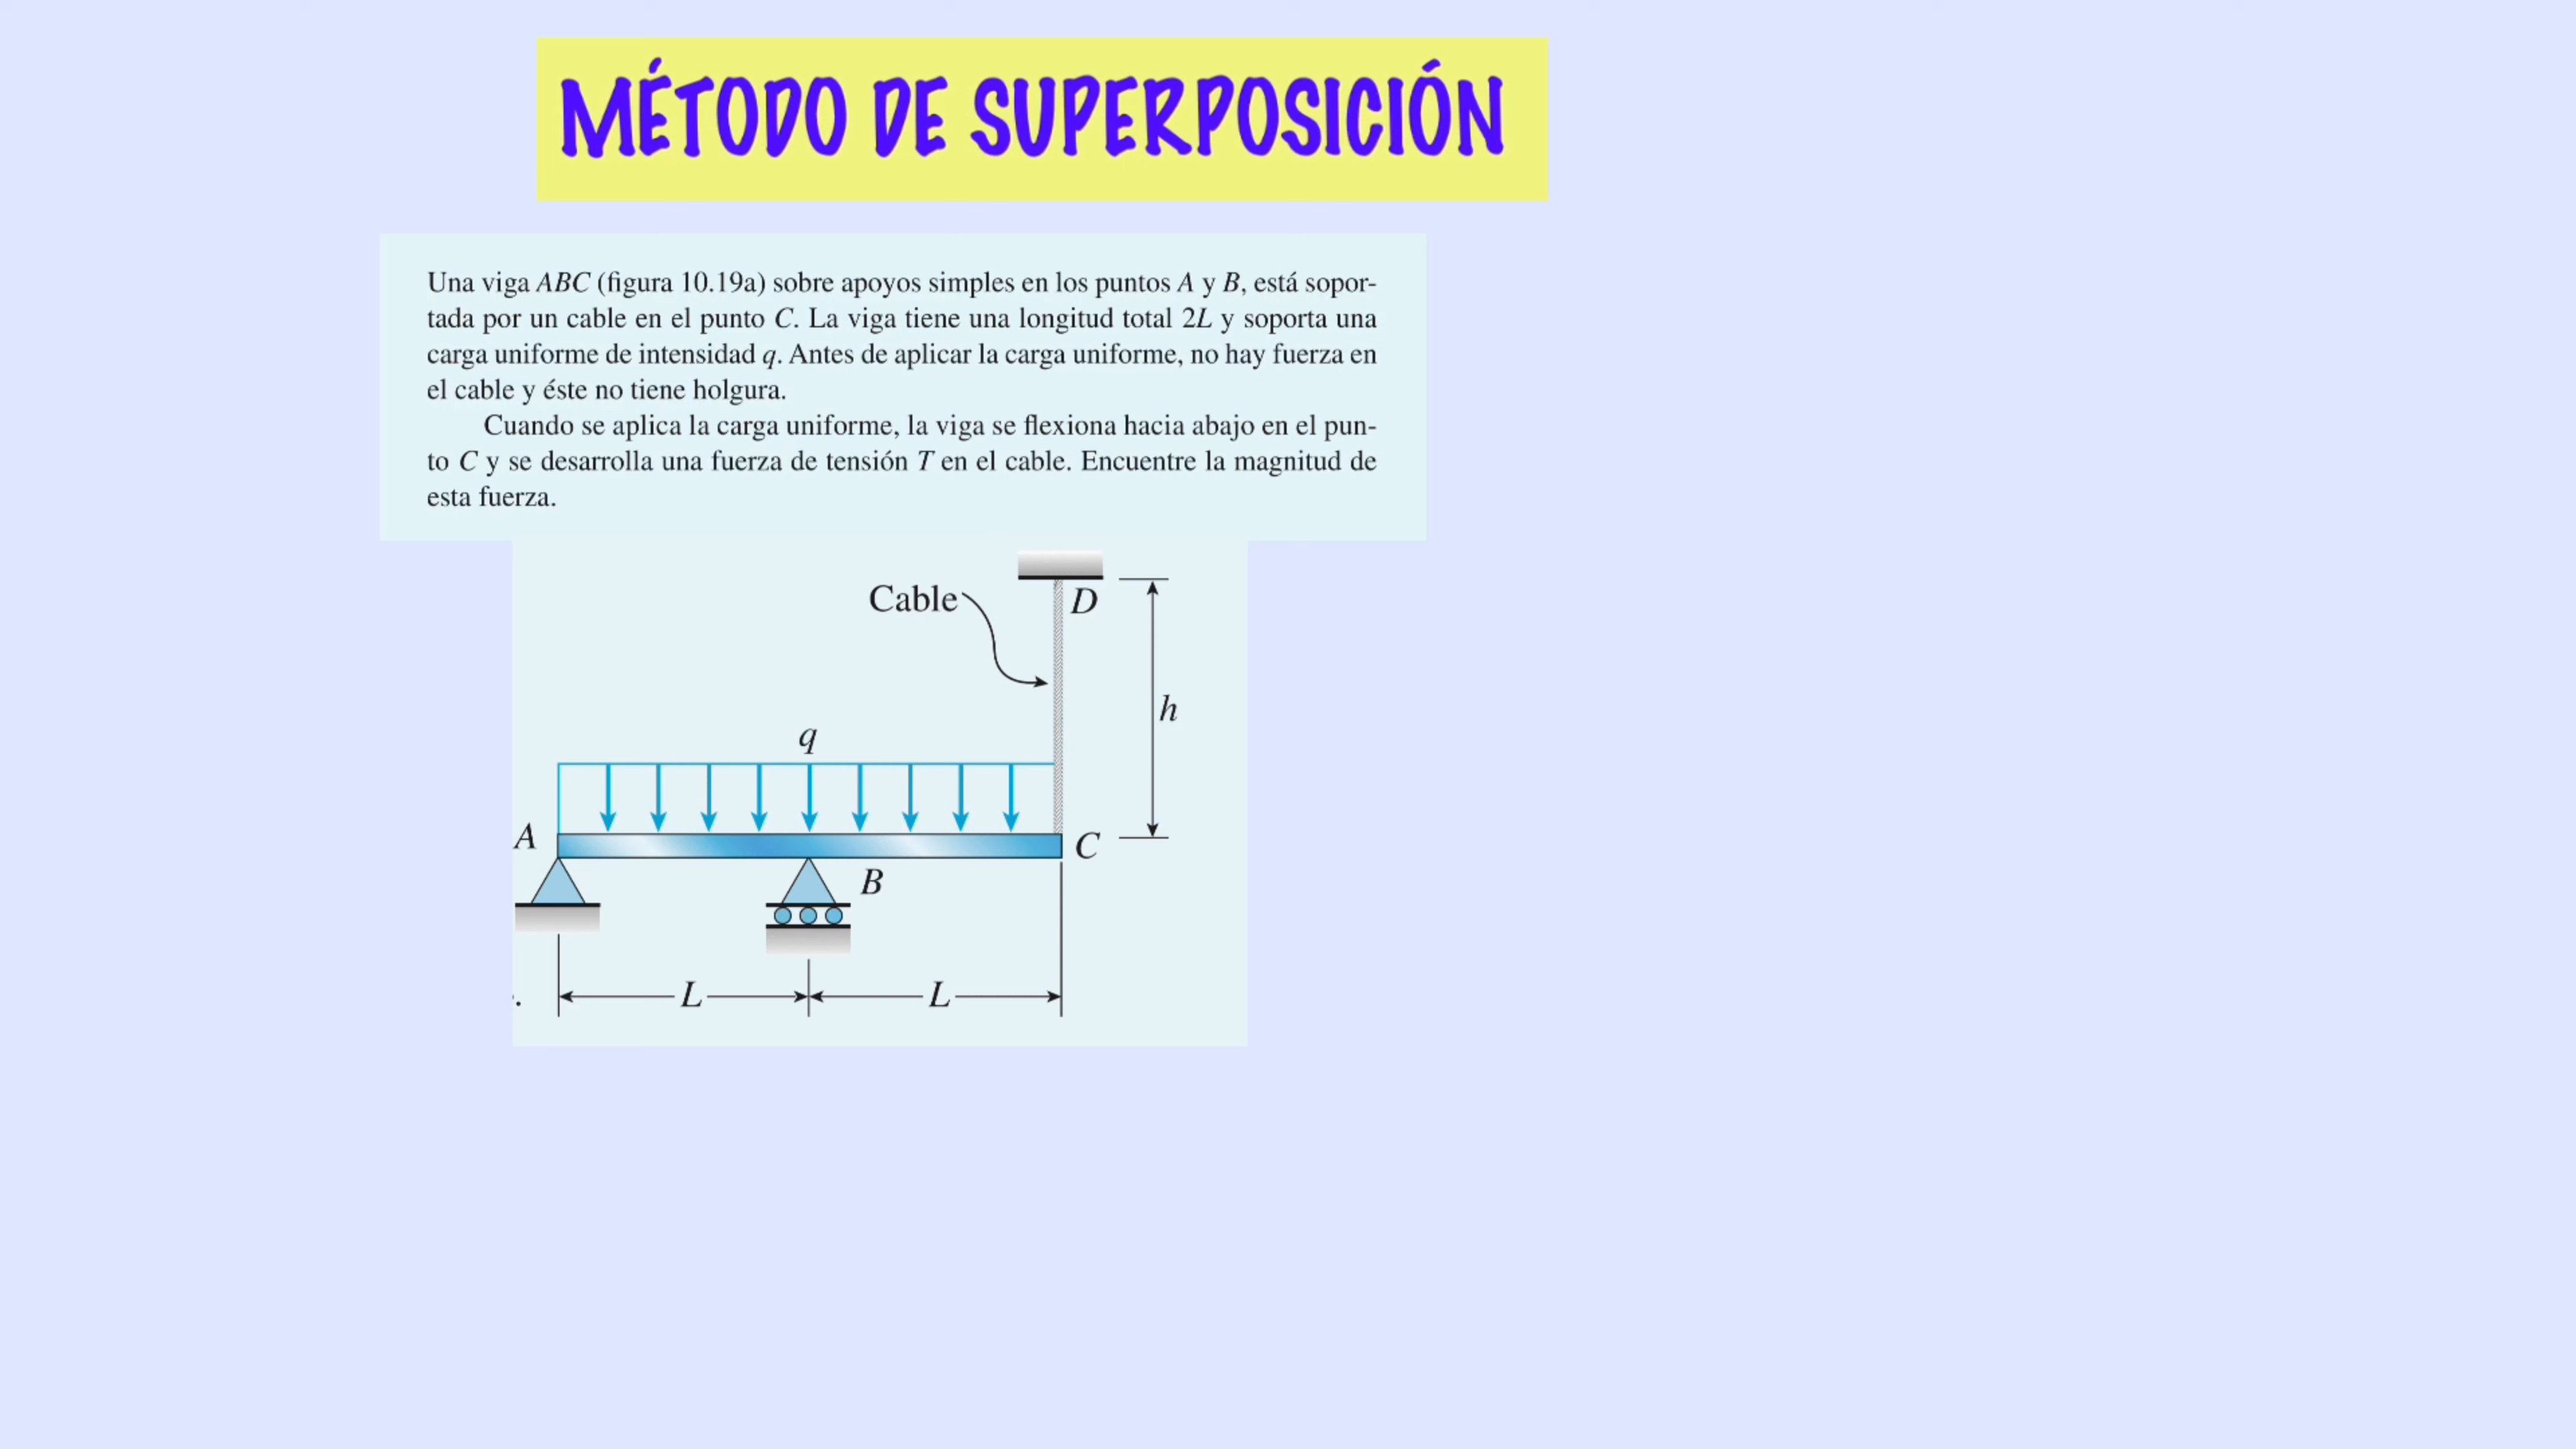 MÉTODO DE SUPERPOSICIÓN
Una viga ABC (figura 10.19a) sobre apoyos simples en los puntos A y B, está sopor-
tada por un cable en el punto C. La viga tiene una longitud total 2L y soporta una
carga uniforme de intensidad q. Antes de aplicar la carga uniforme, no hay fuerza en
el cable y éste no tiene holgura.
Cuando se aplica la carga uniforme, la viga se flexiona hacia abajo en el pun-
to C y se desarrolla una fuerza de tensión T en el cable. Encuentre la magnitud de
esta fuerza.
Cable
D
h
q
A
C
B
L
L